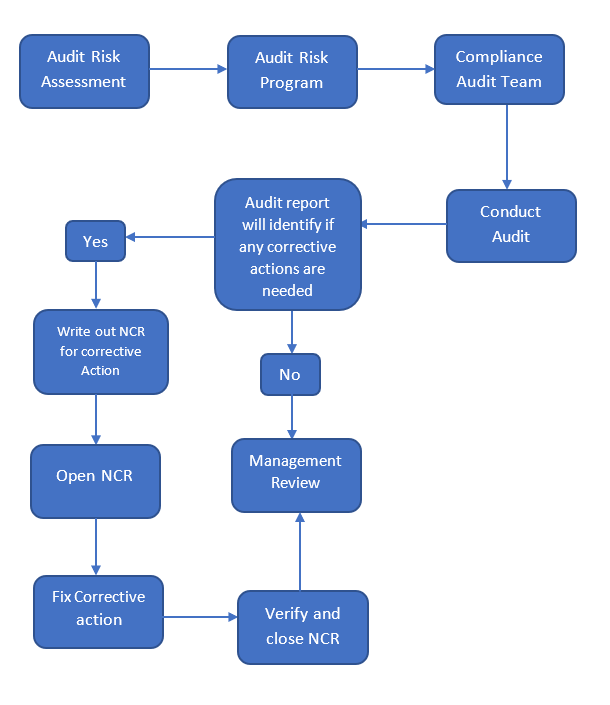 Audit Risk
Assessment
Audit Risk
Program
Compliance
Audit Team
Conduct
Audit
Audit report
will identify if
any corrective
actions are
needed
Yes
No
Write out NCR
for corrective
Action
Open NCR
Management
Review
Fix Corrective
action
Verify and
close NCR